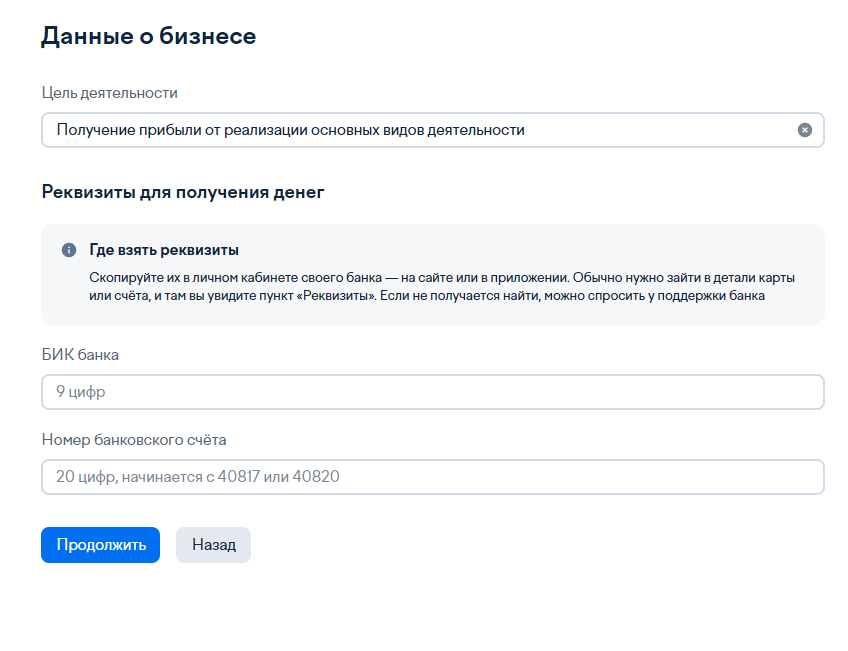 Данные о бизнесе
Цель деятельности
Получение прибыли от реализации основных видов деятельности
Реквизиты для получения денег
Где взять реквизиты
Скопируйте их в личном кабинете своего банка — на сайте или в приложении. Обычно нужно зайти в детали карты
или счёта, и там вы увидите пункт «Реквизиты». Если не получается найти, можно спросить у поддержки банка
БИК банка
9 цифр
Номер банковского счёта
20 цифр, начинается с 40817 или 40820
Продолжить Назад